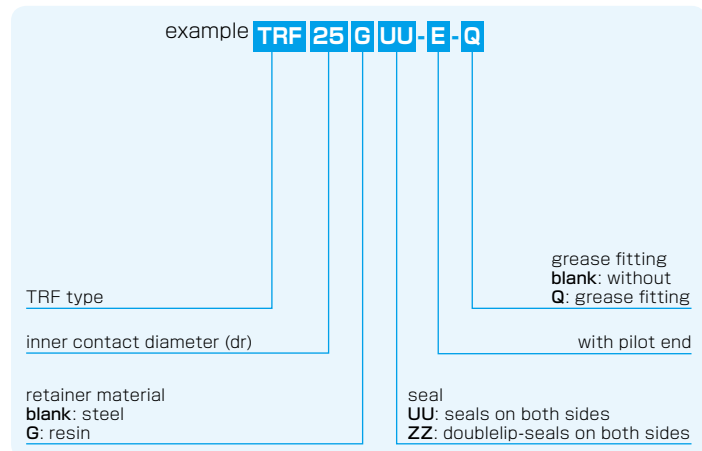 example TRF 25 G UU - E - Q
grease fitting
blank: without
Q: grease fitting
TRF type
inner contact diameter (dr)
with pilot end
retainer material
blank: steel
G: resin
seal
UU: seals on both sides
ZZ: doublelip-seals on both sides